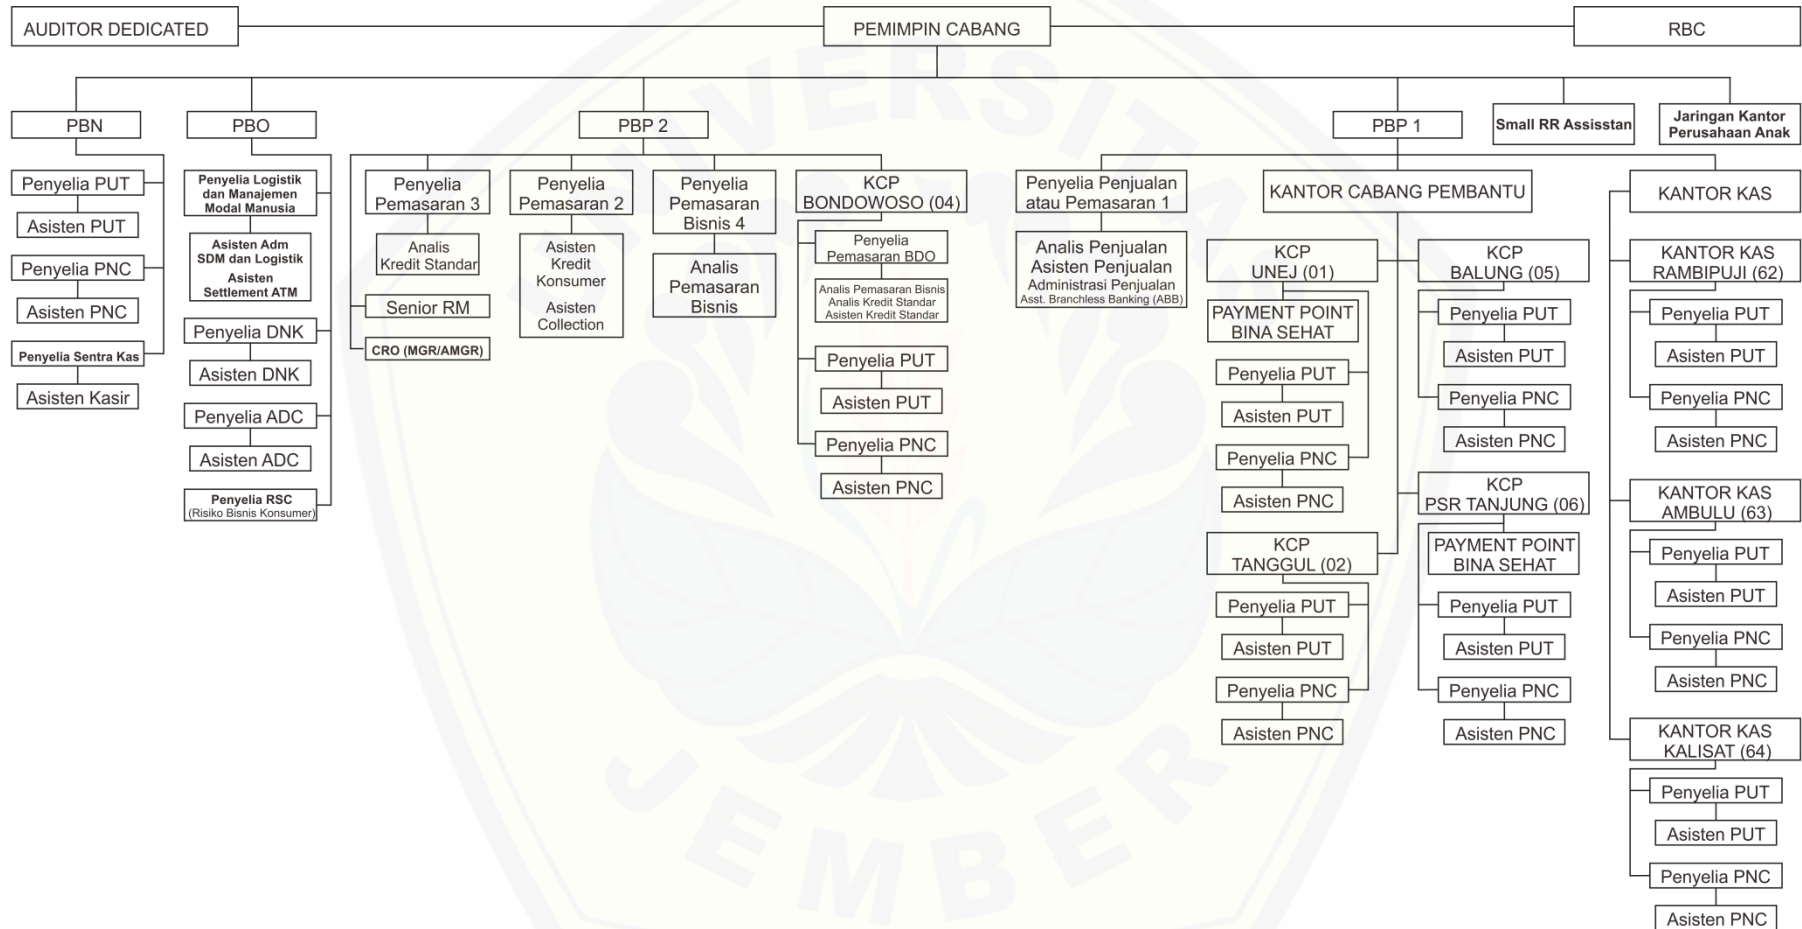 AUDITOR DEDICATED
PEMIMPIN CABANG
RBC
PBN
PBO
PBP 2
PBP 1
Small RR Assisstan
Jaringan Kantor
Perusahaan Anak
Penyelia PUT
Asisten PUT
Penyelia PNC
Asisten PNC
Penyelia Sentra Kas
Asisten Kasir
Penyelia Logistik
dan Manajemen
Modal Manusia
Asisten Adm
SDM dan Logistik
Asisten
Settlement ATM
Penyelia DNK
Asisten DNK
Penyelia ADC
Asisten ADC
Penyelia RSC
(Risiko Bisnis Konsumer)
Penyelia
Pemasaran 3
Analis
Kredit Standar
Senior RM
CRO (MGR/AMGR)
Penyelia
Pemasaran 2
Asisten
Kredit
Konsumer
Asisten
Collection
Penyelia
Pemasaran
Bisnis 4
Analis
Pemasaran
Bisnis
KCP
BONDOWOSO (04)
Penyelia
Pemasaran BDO
Analis Pemasaran Bisnis
Analis Kredit Standar
Asisten Kredit Standar
Penyelia PUT
Asisten PUT
Penyelia PNC
Asisten PNC
Penyelia Penjualan
atau Pemasaran 1
Analis Penjualan
Asisten Penjualan
Administrasi Penjualan
Asst. Branchless Banking (ABB)
KANTOR CABANG PEMBANTU
KCP
UNEJ (01)
PAYMENT POINT
BINA SEHAT
Penyelia PUT
Asisten PUT
Penyelia PNC
Asisten PNC
KCP
TANGGUL (02)
Penyelia PUT
Asisten PUT
Penyelia PNC
Asisten PNC
KCP
BALUNG (05)
Penyelia PUT
Asisten PUT
Penyelia PNC
Asisten PNC
KCP
PSR TANJUNG (06)
PAYMENT POINT
BINA SEHAT
Penyelia PUT
Asisten PUT
Penyelia PNC
Asisten PNC
KANTOR KAS
KANTOR KAS
RAMBIPUJI (62)
Penyelia PUT
Asisten PUT
Penyelia PNC
Asisten PNC
KANTOR KAS
AMBULU (63)
Penyelia PUT
Asisten PUT
Penyelia PNC
Asisten PNC
KANTOR KAS
KALISAT (64)
Penyelia PUT
Asisten PUT
Penyelia PNC
Asisten PNC
UNIVERSITAS
JEMBER